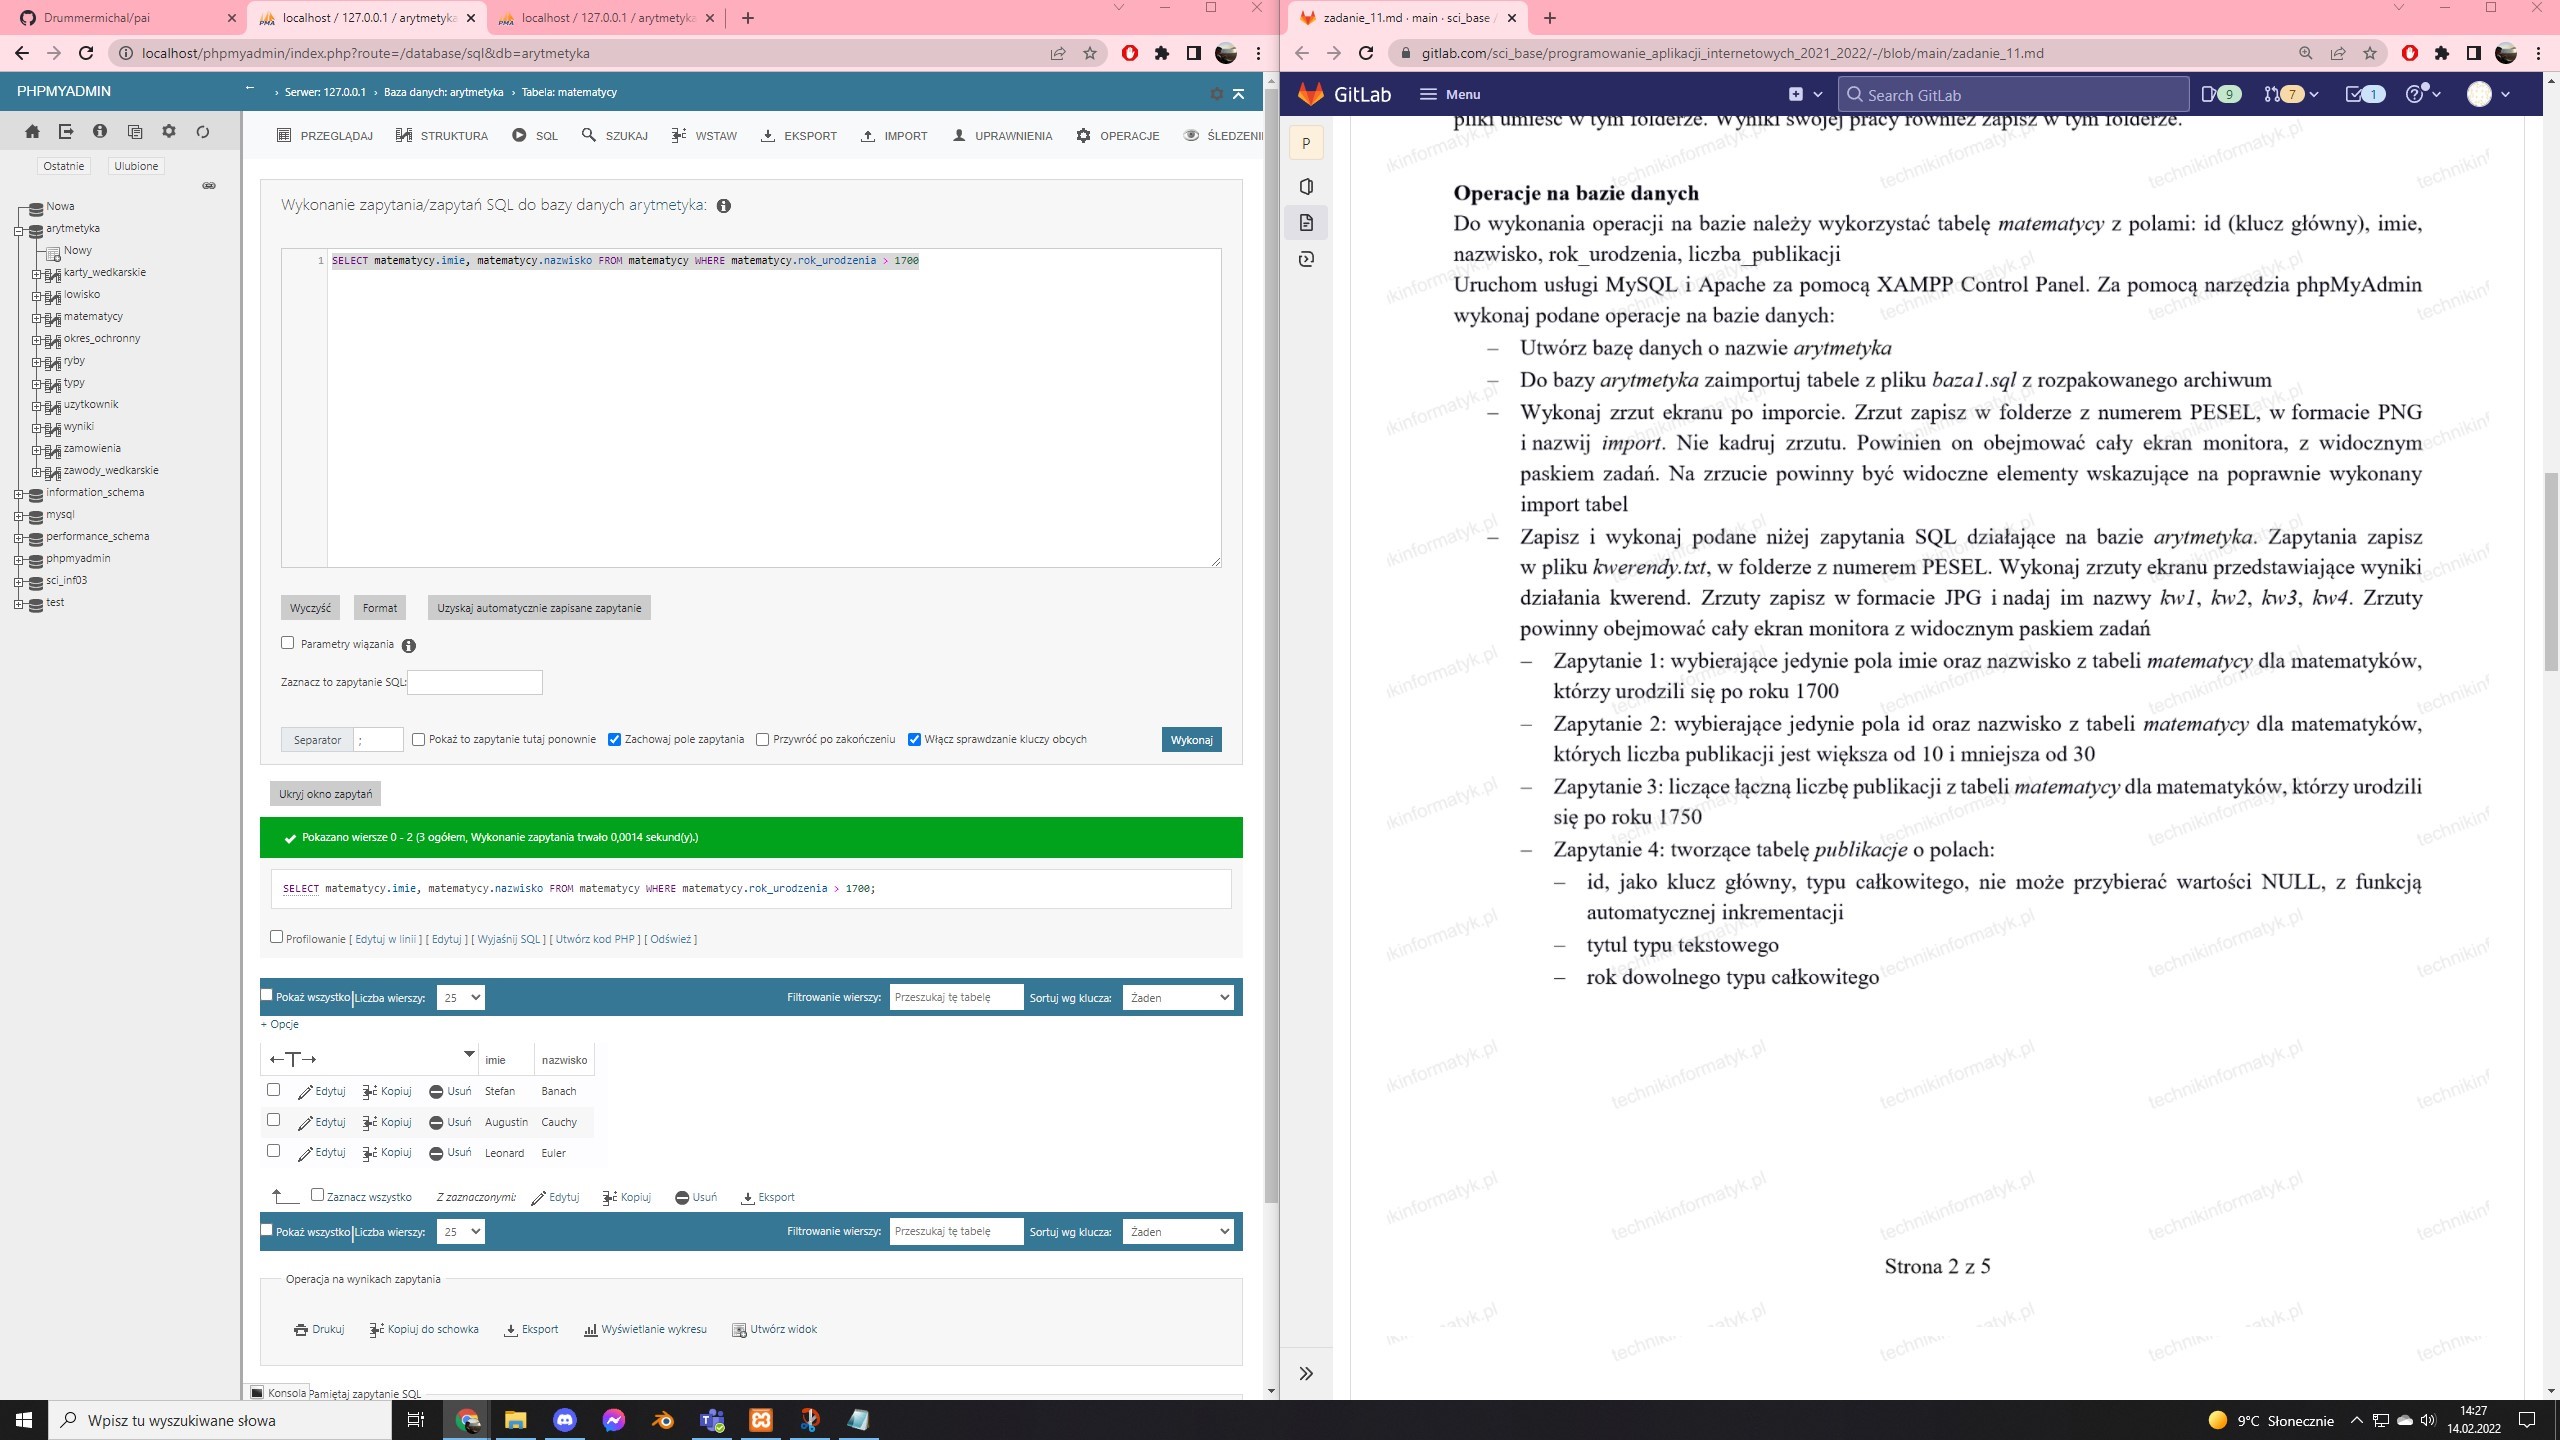 Drummermichal/pai
localhost / 127.0.0.1 / arytmetyka
localhost / 127.0.0.1 / arytmetyka
localhost/phpmyadmin/index.php?route=/database/sql&db=arytmetyka
PHPMYADMIN
Ostatnie
Ulubione
Nowa
arytmetyka
Nowy
karty_wedkarskie
lowisko
matematycy
okres_ochronny
ryby
typy
uzytkownik
wyniki
zamowienia
zawody_wedkarskie
information_schema
mysql
performance_schema
phpmyadmin
sci_inf03
test
Serwer: 127.0.0.1 › Baza danych: arytmetyka › Tabela: matematycy
PRZEGLĄDAJ STRUKTURA SQL SZUKAJ WSTAW EKSPORT IMPORT UPRAWNIENIA OPERACJE ŚLEDZENI
Wykonanie zapytania/zapytań SQL do bazy danych arytmetyka:
1 SELECT matematycy.imie, matematycy.nazwisko FROM matematycy WHERE matematycy.rok_urodzenia > 1700
Wyczyść Format Uzyskaj automatycznie zapisane zapytanie
Parametry wiązania
Zaznacz to zapytanie SQL:
Separator ; Pokaż to zapytanie tutaj ponownie Zachowaj pole zapytania Przywróć po zakończeniu Włącz sprawdzanie kluczy obcych Wykonaj
Ukryj okno zapytań
Pokazano wiersze 0 - 2 (3 ogółem, Wykonanie zapytania trwało 0,0014 sekund(y).)
SELECT matematycy.imie, matematycy.nazwisko FROM matematycy WHERE matematycy.rok_urodzenia > 1700;
Profilowanie [ Edytuj w linii ] [ Edytuj ] [ Wyjaśnij SQL ] [ Utwórz kod PHP ] [ Odśwież ]
Pokaż wszystko Liczba wierszy: 25 Filtrowanie wierszy: Przeszukaj tę tabelę Sortuj wg klucza: Żaden
+ Opcje
←T→ imie nazwisko
Edytuj Kopiuj Usuń Stefan Banach
Edytuj Kopiuj Usuń Augustin Cauchy
Edytuj Kopiuj Usuń Leonard Euler
Zaznacz wszystko Z zaznaczonymi: Edytuj Kopiuj Usuń Eksport
Pokaż wszystko Liczba wierszy: 25 Filtrowanie wierszy: Przeszukaj tę tabelę Sortuj wg klucza: Żaden
Operacja na wynikach zapytania
Drukuj Kopiuj do schowka Eksport Wyświetlanie wykresu Utwórz widok
Konsola Pamiętaj zapytanie SQL
zadanie_11.md · main · sci_base /
gitlab.com/sci_base/programowanie_aplikacji_internetowych_2021_2022/-/blob/main/zadanie_11.md
GitLab Menu Search GitLab 9 7 1
P
pliki umieść w tym folderze. Wyniki swojej pracy również zapisz w tym folderze.
Operacje na bazie danych
Do wykonania operacji na bazie należy wykorzystać tabelę matematycy z polami: id (klucz główny), imie,
nazwisko, rok_urodzenia, liczba_publikacji
Uruchom usługi MySQL i Apache za pomocą XAMPP Control Panel. Za pomocą narzędzia phpMyAdmin
wykonaj podane operacje na bazie danych:
– Utwórz bazę danych o nazwie arytmetyka
– Do bazy arytmetyka zaimportuj tabele z pliku baza1.sql z rozpakowanego archiwum
– Wykonaj zrzut ekranu po imporcie. Zrzut zapisz w folderze z numerem PESEL, w formacie PNG
i nazwij import. Nie kadruj zrzutu. Powinien on obejmować cały ekran monitora, z widocznym
paskiem zadań. Na zrzucie powinny być widoczne elementy wskazujące na poprawnie wykonany
import tabel
– Zapisz i wykonaj podane niżej zapytania SQL działające na bazie arytmetyka. Zapytania zapisz
w pliku kwerendy.txt, w folderze z numerem PESEL. Wykonaj zrzuty ekranu przedstawiające wyniki
działania kwerend. Zrzuty zapisz w formacie JPG i nadaj im nazwy kw1, kw2, kw3, kw4. Zrzuty
powinny obejmować cały ekran monitora z widocznym paskiem zadań
– Zapytanie 1: wybierające jedynie pola imie oraz nazwisko z tabeli matematycy dla matematyków,
którzy urodzili się po roku 1700
– Zapytanie 2: wybierające jedynie pola id oraz nazwisko z tabeli matematycy dla matematyków,
których liczba publikacji jest większa od 10 i mniejsza od 30
– Zapytanie 3: liczące łączną liczbę publikacji z tabeli matematycy dla matematyków, którzy urodzili
się po roku 1750
– Zapytanie 4: tworzące tabelę publikacje o polach:
– id, jako klucz główny, typu całkowitego, nie może przybierać wartości NULL, z funkcją
automatycznej inkrementacji
– tytul typu tekstowego
– rok dowolnego typu całkowitego
technikinformatyk.pl
Strona 2 z 5
Wpisz tu wyszukiwane słowa
9°C Słonecznie
14:27
14.02.2022